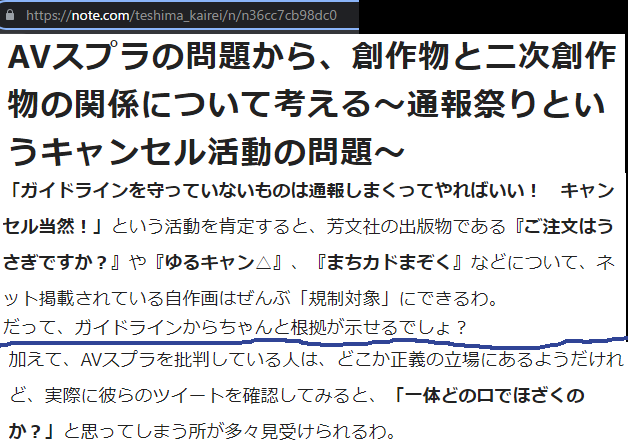 https://note.com/teshima_kairei/n/n36cc7cb98dc0
AVスプラの問題から、創作物と二次創作
物の関係について考える〜通報祭りとい
うキャンセル活動の問題〜
「ガイドラインを守っていないものは通報しまくってやればいい！　キャン
セル当然！」という活動を肯定すると、芳文社の出版物である『ご注文はう
さぎですか？』や『ゆるキャン△』、『まちカドまぞく』などについて、ネ
ット掲載されている自作画はぜんぶ「規制対象」にできるわ。
だって、ガイドラインからちゃんと根拠が示せるでしょ？
加えて、AVスプラを批判している人は、どこか正義の立場にあるようだけれ
ど、実際に彼らのツイートを確認してみると、「一体どの口でほざくの
か？」と思ってしまう所が多々見受けられるわ。